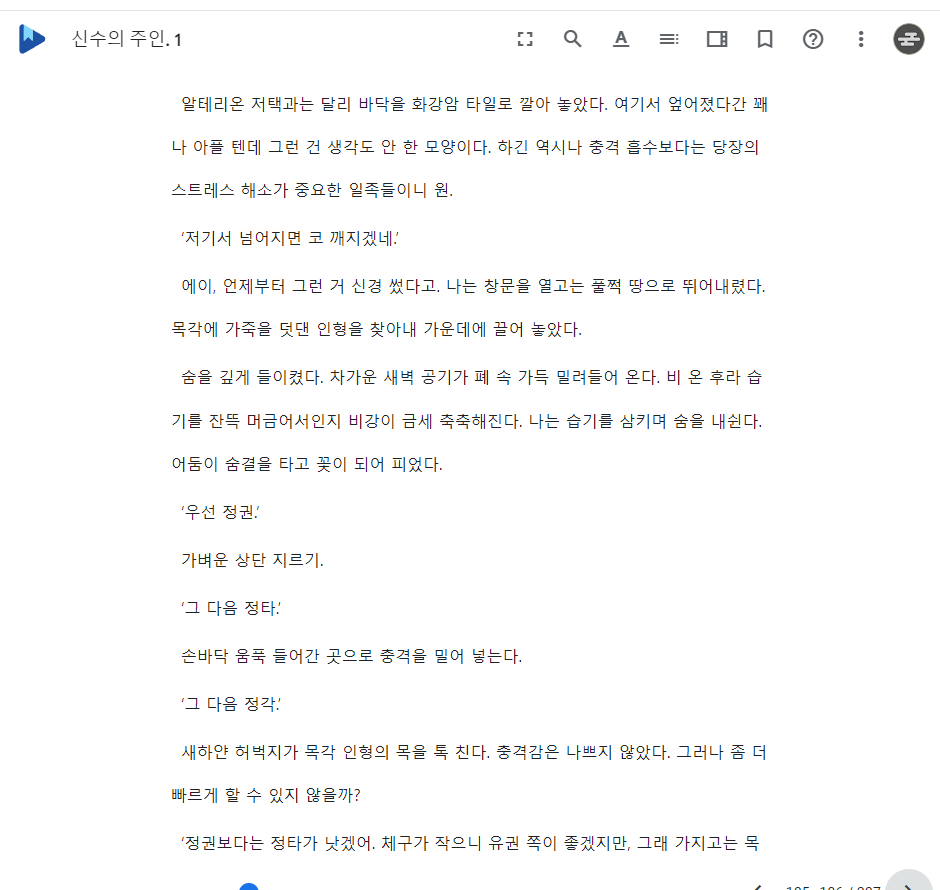 신수의 주인. 1
알테리온 저택과는 달리 바닥을 화강암 타일로 깔아 놓았다. 여기서 엎어졌다간 꽤
나 아플 텐데 그런 건 생각도 안 한 모양이다. 하긴 역시나 충격 흡수보다는 당장의
스트레스 해소가 중요한 일족들이니 원.
‘저기서 넘어지면 코 깨지겠네.’
에이, 언제부터 그런 거 신경 썼다고. 나는 창문을 열고는 풀쩍 땅으로 뛰어내렸다.
목각에 가죽을 덧댄 인형을 찾아내 가운데에 끌어 놓았다.
숨을 깊게 들이켰다. 차가운 새벽 공기가 폐 속 가득 밀려들어 온다. 비 온 후라 습
기를 잔뜩 머금어서인지 비강이 금세 축축해진다. 나는 습기를 삼키며 숨을 내쉰다.
어둠이 숨결을 타고 꽃이 되어 피었다.
‘우선 정권.’
가벼운 상단 지르기.
‘그 다음 정타.’
손바닥 움푹 들어간 곳으로 충격을 밀어 넣는다.
‘그 다음 정각.’
새하얀 허벅지가 목각 인형의 목을 톡 친다. 충격감은 나쁘지 않았다. 그러나 좀 더
빠르게 할 수 있지 않을까?
‘정권보다는 정타가 낫겠어. 체구가 작으니 유권 쪽이 좋겠지만, 그래 가지고는 목